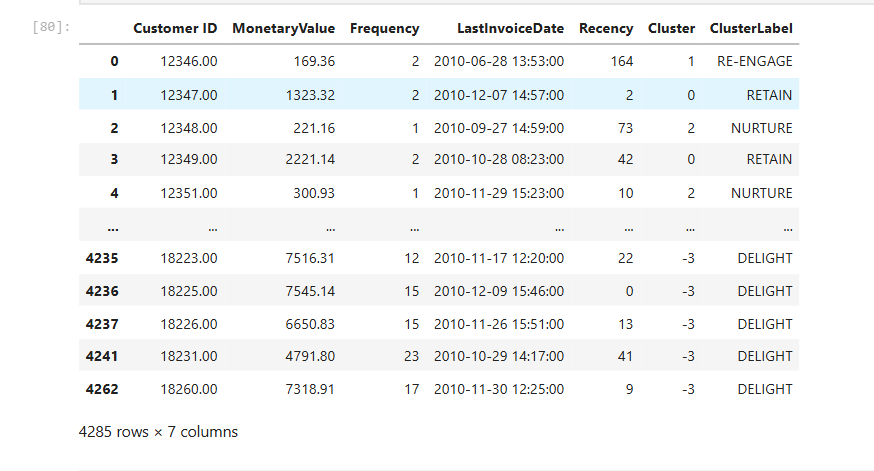 [80]:
Customer ID MonetaryValue Frequency LastInvoiceDate Recency Cluster ClusterLabel
0 12346.00 169.36 2 2010-06-28 13:53:00 164 1 RE-ENGAGE
1 12347.00 1323.32 2 2010-12-07 14:57:00 2 0 RETAIN
2 12348.00 221.16 1 2010-09-27 14:59:00 73 2 NURTURE
3 12349.00 2221.14 2 2010-10-28 08:23:00 42 0 RETAIN
4 12351.00 300.93 1 2010-11-29 15:23:00 10 2 NURTURE
... ... ... ... ... ... ... ...
4235 18223.00 7516.31 12 2010-11-17 12:20:00 22 -3 DELIGHT
4236 18225.00 7545.14 15 2010-12-09 15:46:00 0 -3 DELIGHT
4237 18226.00 6650.83 15 2010-11-26 15:51:00 13 -3 DELIGHT
4241 18231.00 4791.80 23 2010-10-29 14:17:00 41 -3 DELIGHT
4262 18260.00 7318.91 17 2010-11-30 12:25:00 9 -3 DELIGHT
4285 rows × 7 columns